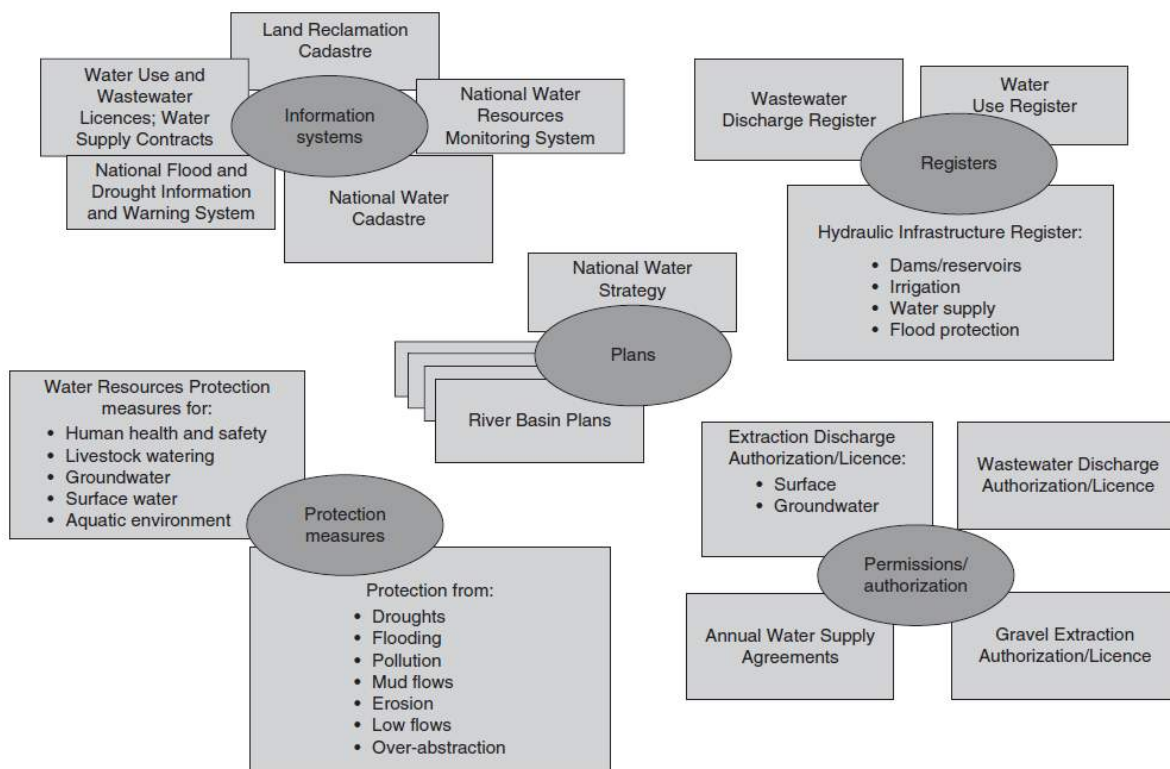 Land Reclamation
Cadastre
Water Use and
Wastewater
Licences; Water
Supply Contracts
Information
systems
National Water
Resources
Monitoring System
National Flood and
Drought Information
and Warning System
National Water
Cadastre
Wastewater
Discharge Register
Water
Use Register
Registers
Hydraulic Infrastructure Register:
• Dams/reservoirs
• Irrigation
• Water supply
• Flood protection
National Water
Strategy
Plans
River Basin Plans
Water Resources Protection
measures for:
• Human health and safety
• Livestock watering
• Groundwater
• Surface water
• Aquatic environment
Protection
measures
Protection from:
• Droughts
• Flooding
• Pollution
• Mud flows
• Erosion
• Low flows
• Over-abstraction
Extraction Discharge
Authorization/Licence:
• Surface
• Groundwater
Wastewater Discharge
Authorization/Licence
Permissions/
authorization
Annual Water Supply
Agreements
Gravel Extraction
Authorization/Licence